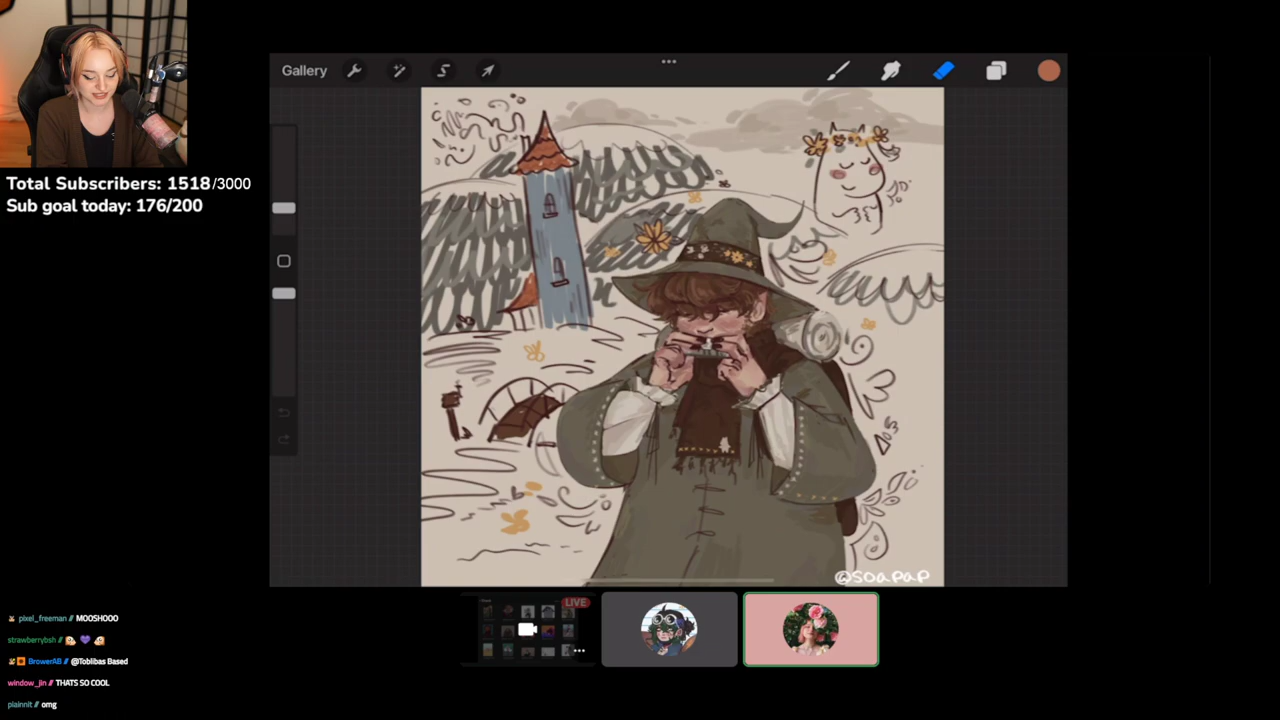 Gallery
Total Subscribers: 1518/3000
Sub goal today: 176/200
@soapap
LIVE
pixel_freeman // MOOSHOOO
strawberrybsh //
BrowerAB // @Toblibas Based
window_jin // THATS SO COOL
plainnit // omg